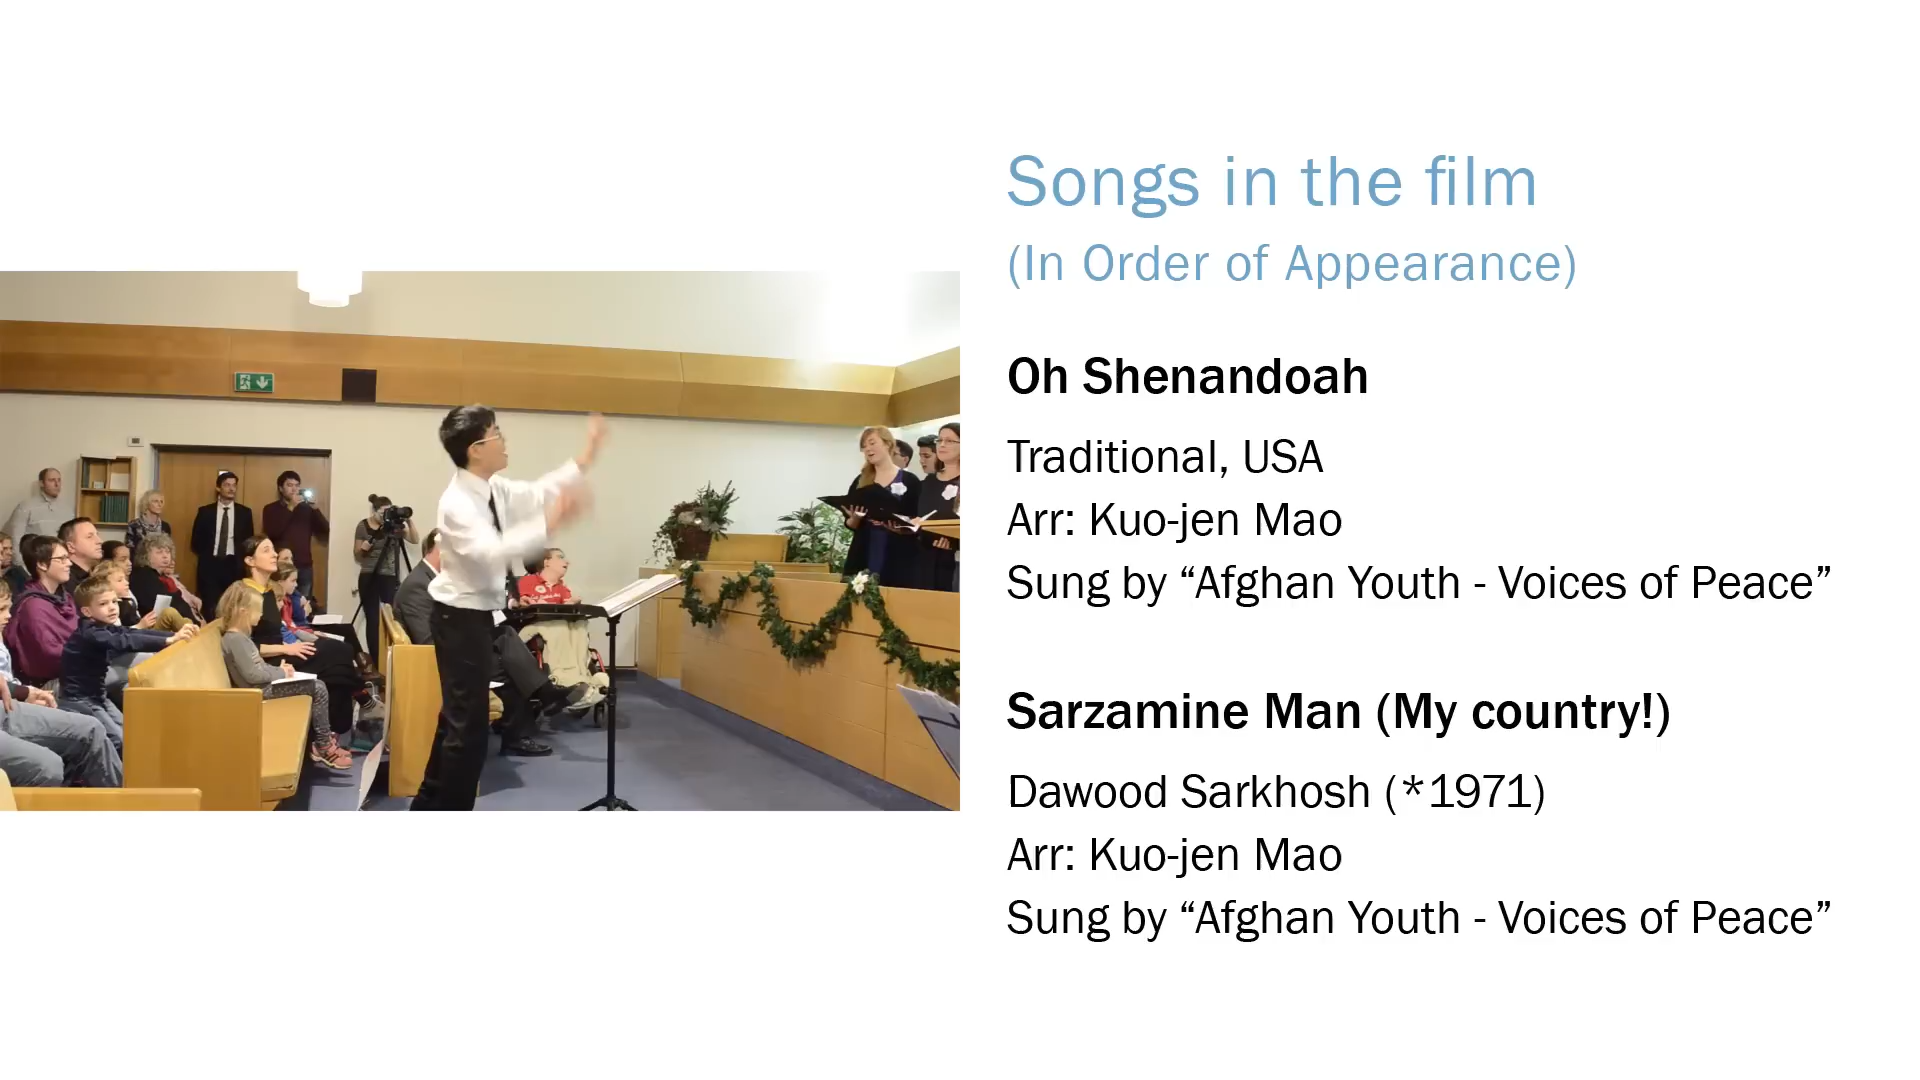 Songs in the film
(In Order of Appearance)
Oh Shenandoah
Traditional, USA
Arr: Kuo-jen Mao
Sung by “Afghan Youth - Voices of Peace”
Sarzamine Man (My country!)
Dawood Sarkhosh (*1971)
Arr: Kuo-jen Mao
Sung by “Afghan Youth - Voices of Peace”